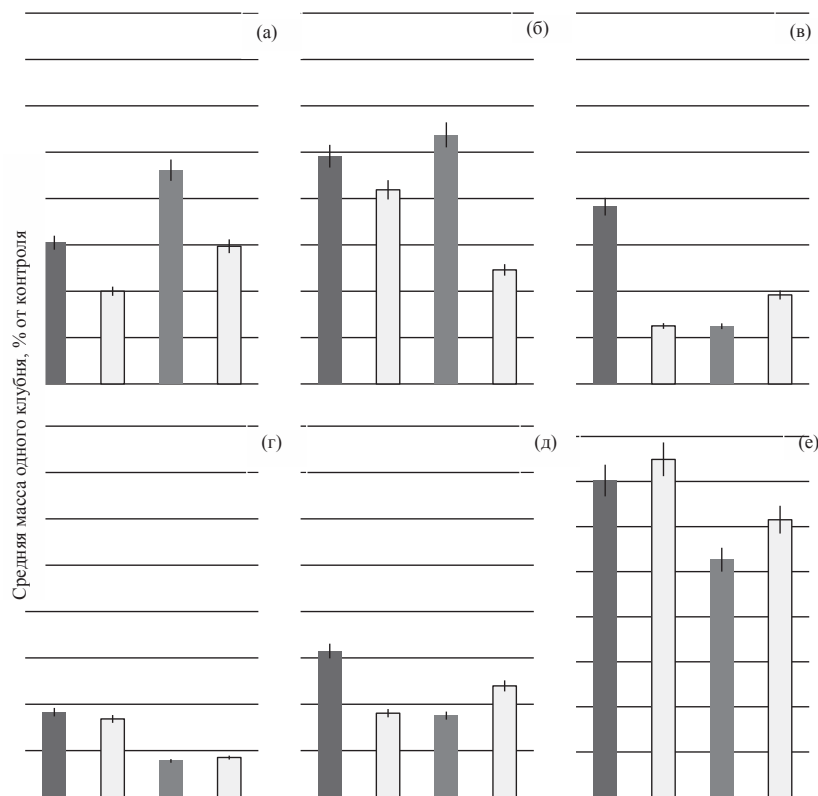 (а)
(б)
(в)
Средняя масса одного клубня, % от контроля
(г)
(д)
(е)